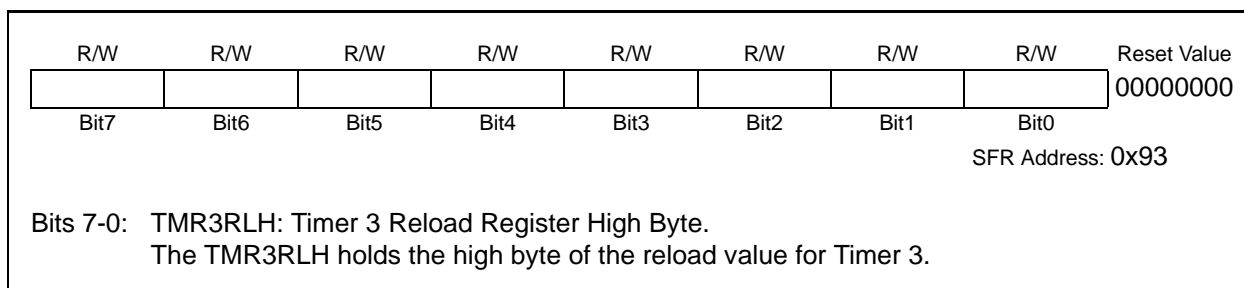 R/W R/W R/W R/W R/W R/W R/W R/W Reset Value
00000000
Bit7 Bit6 Bit5 Bit4 Bit3 Bit2 Bit1 Bit0
SFR Address: 0x93
Bits 7-0: TMR3RLH: Timer 3 Reload Register High Byte.
The TMR3RLH holds the high byte of the reload value for Timer 3.